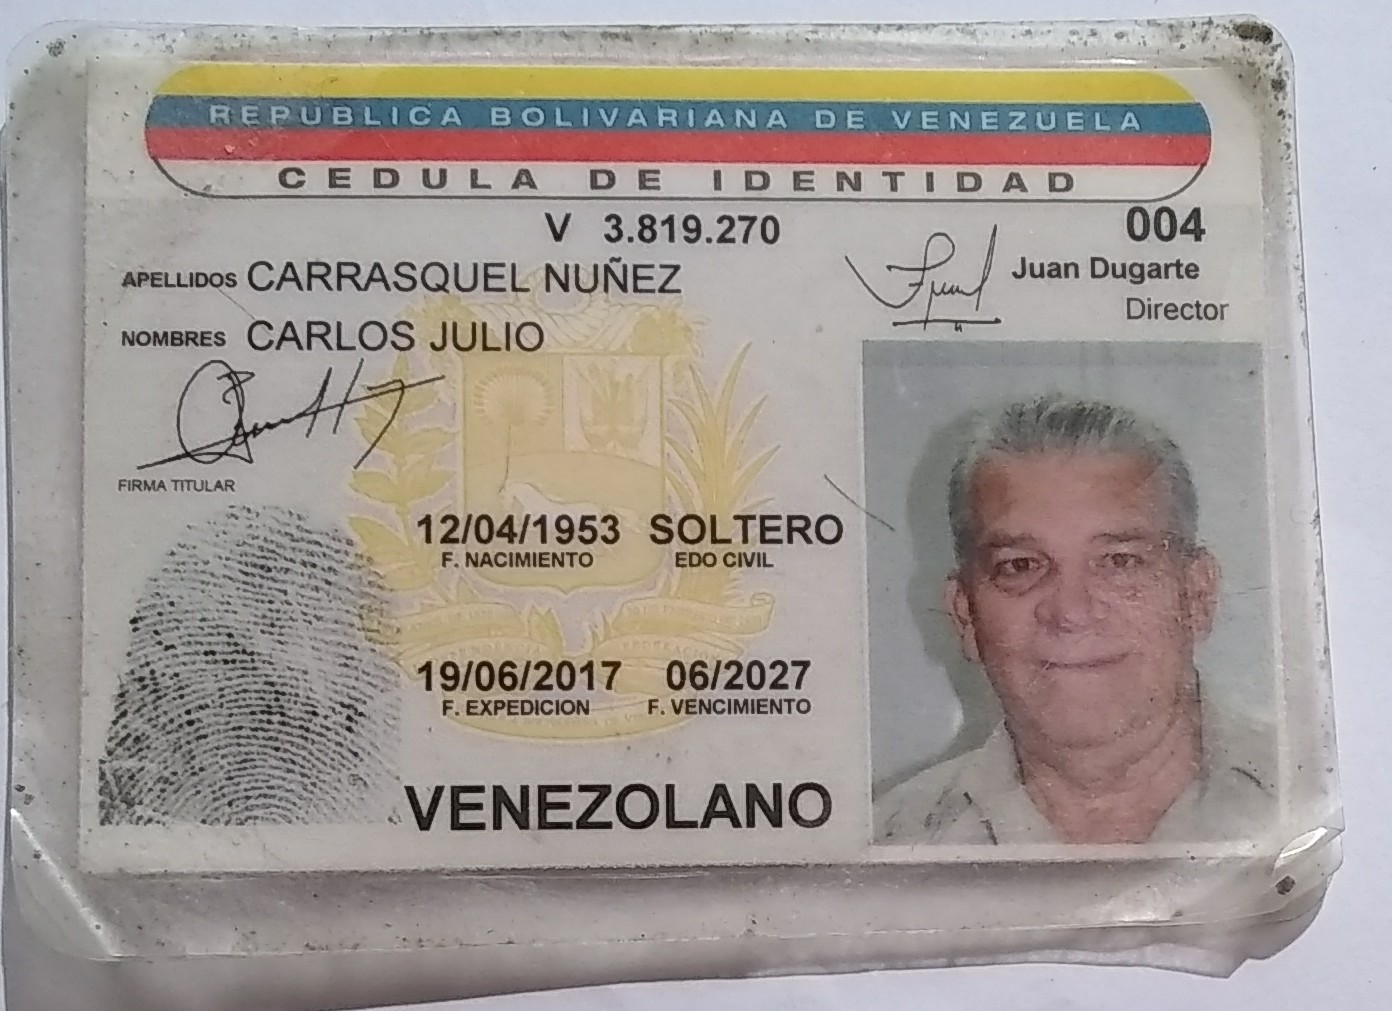 REPUBLICA BOLIVARIANA DE VENEZUELA
CEDULA DE IDENTIDAD
V 3.819.270
004
APELLIDOS CARRASQUEL NUÑEZ
Juan Dugarte
Director
NOMBRES CARLOS JULIO
FIRMA TITULAR
12/04/1953 SOLTERO
F. NACIMIENTO EDO CIVIL
19/06/2017 06/2027
F. EXPEDICION F. VENCIMIENTO
VENEZOLANO